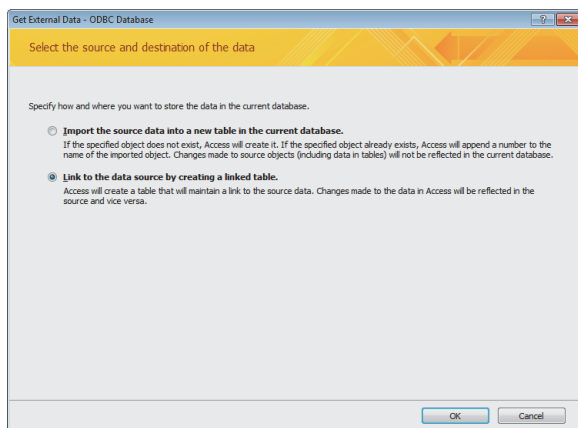 Get External Data - ODBC Database
Select the source and destination of the data
Specify how and where you want to store the data in the current database.
Import the source data into a new table in the current database.
If the specified object does not exist, Access will create it. If the specified object already exists, Access will append a number to the
name of the imported object. Changes made to source objects (including data in tables) will not be reflected in the current database.
Link to the data source by creating a linked table.
Access will create a table that will maintain a link to the source data. Changes made to the data in Access will be reflected in the
source and vice versa.
OK Cancel